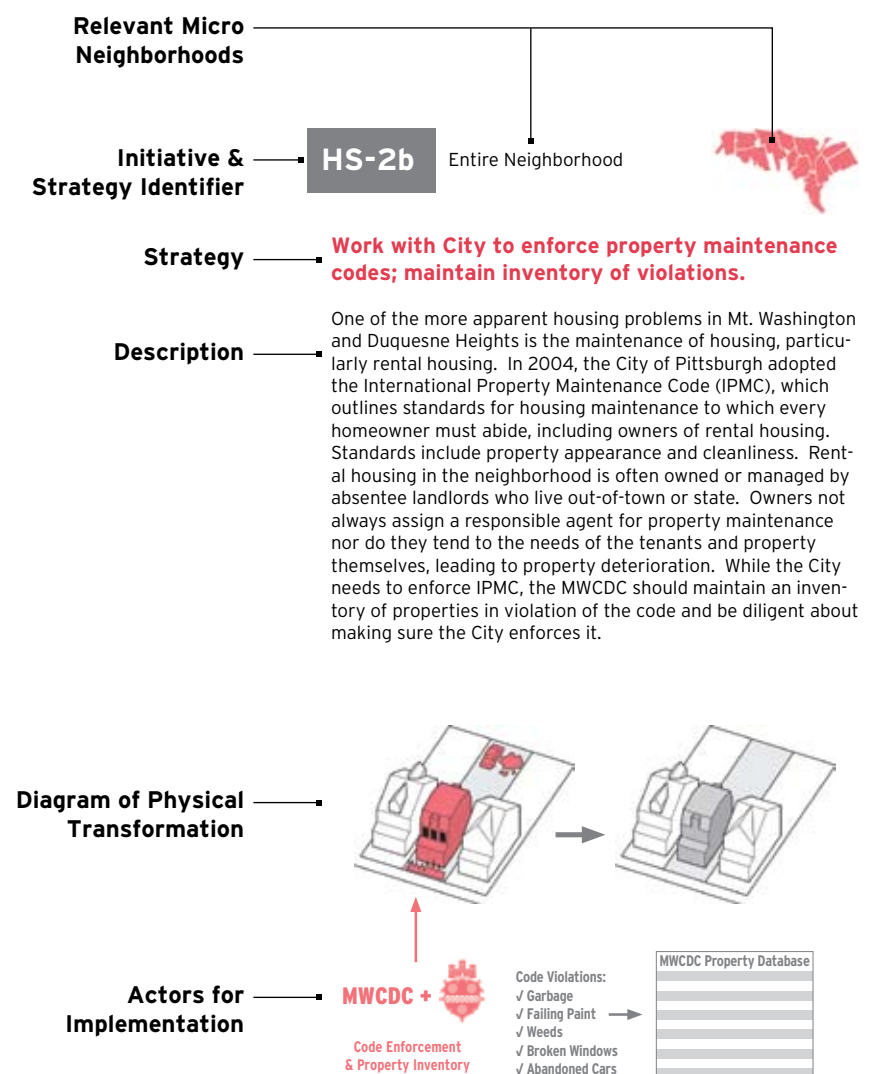 Relevant Micro
Neighborhoods
Initiative &
Strategy Identifier
HS-2b
Entire Neighborhood
Strategy
Work with City to enforce property maintenance
codes; maintain inventory of violations.
Description
One of the more apparent housing problems in Mt. Washington
and Duquesne Heights is the maintenance of housing, particu-
larly rental housing. In 2004, the City of Pittsburgh adopted
the International Property Maintenance Code (IPMC), which
outlines standards for housing maintenance to which every
homeowner must abide, including owners of rental housing.
Standards include property appearance and cleanliness. Rent-
al housing in the neighborhood is often owned or managed by
absentee landlords who live out-of-town or state. Owners not
always assign a responsible agent for property maintenance
nor do they tend to the needs of the tenants and property
themselves, leading to property deterioration. While the City
needs to enforce IPMC, the MWCDC should maintain an inven-
tory of properties in violation of the code and be diligent about
making sure the City enforces it.
Diagram of Physical
Transformation
Actors for
Implementation
MWCDC +
Code Enforcement
& Property Inventory
Code Violations:
√ Garbage
√ Failing Paint
√ Weeds
√ Broken Windows
√ Abandoned Cars
MWCDC Property Database